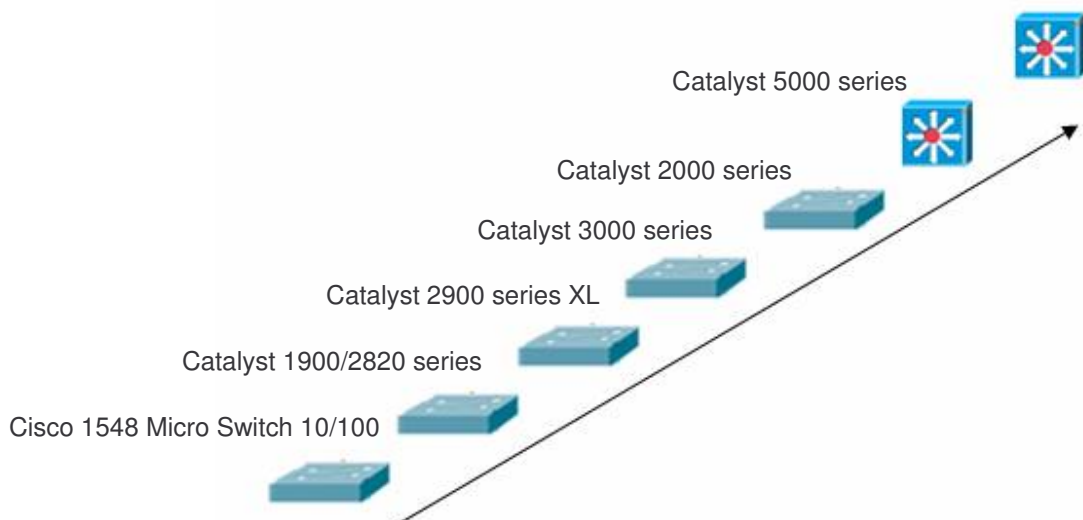 Catalyst 5000 series
Catalyst 2000 series
Catalyst 3000 series
Catalyst 2900 series XL
Catalyst 1900/2820 series
Cisco 1548 Micro Switch 10/100